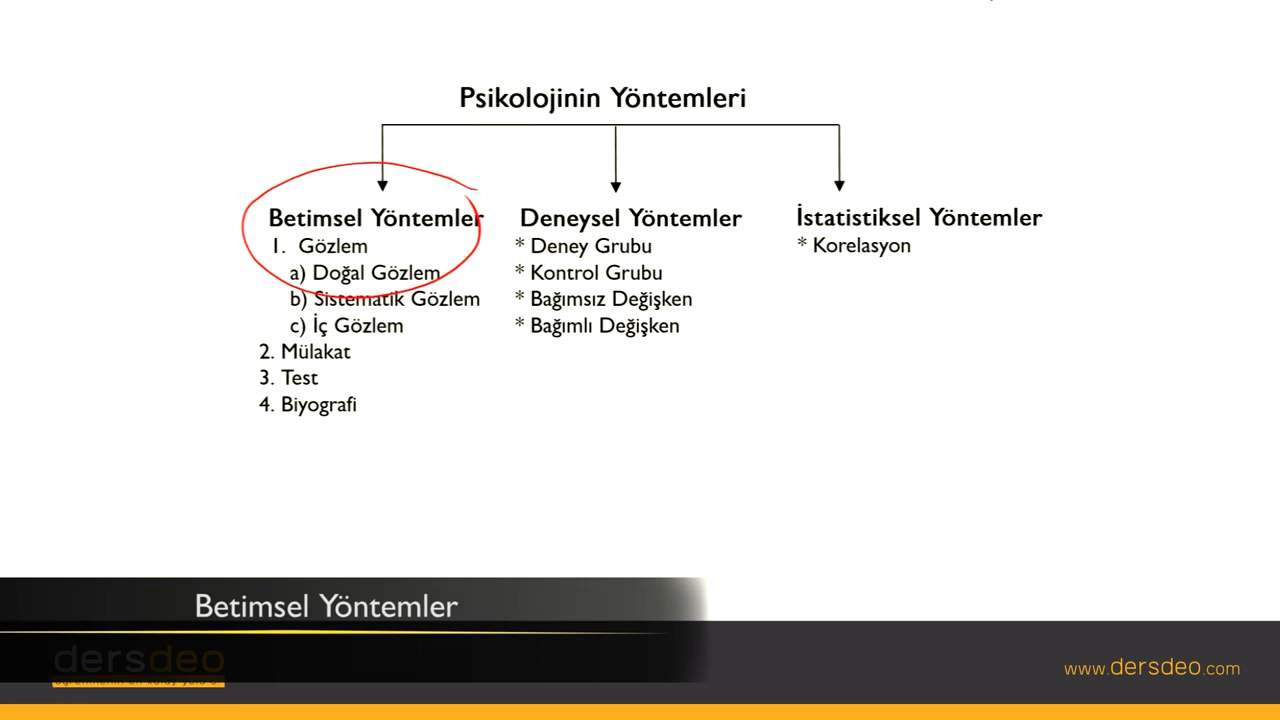 Psikolojinin Yöntemleri
Betimsel Yöntemler
1. Gözlem
a) Doğal Gözlem
b) Sistematik Gözlem
c) İç Gözlem
2. Mülakat
3. Test
4. Biyografi
Deneysel Yöntemler
* Deney Grubu
* Kontrol Grubu
* Bağımsız Değişken
* Bağımlı Değişken
İstatistiksel Yöntemler
* Korelasyon
Betimsel Yöntemler
dersdeo
www.dersdeo.com